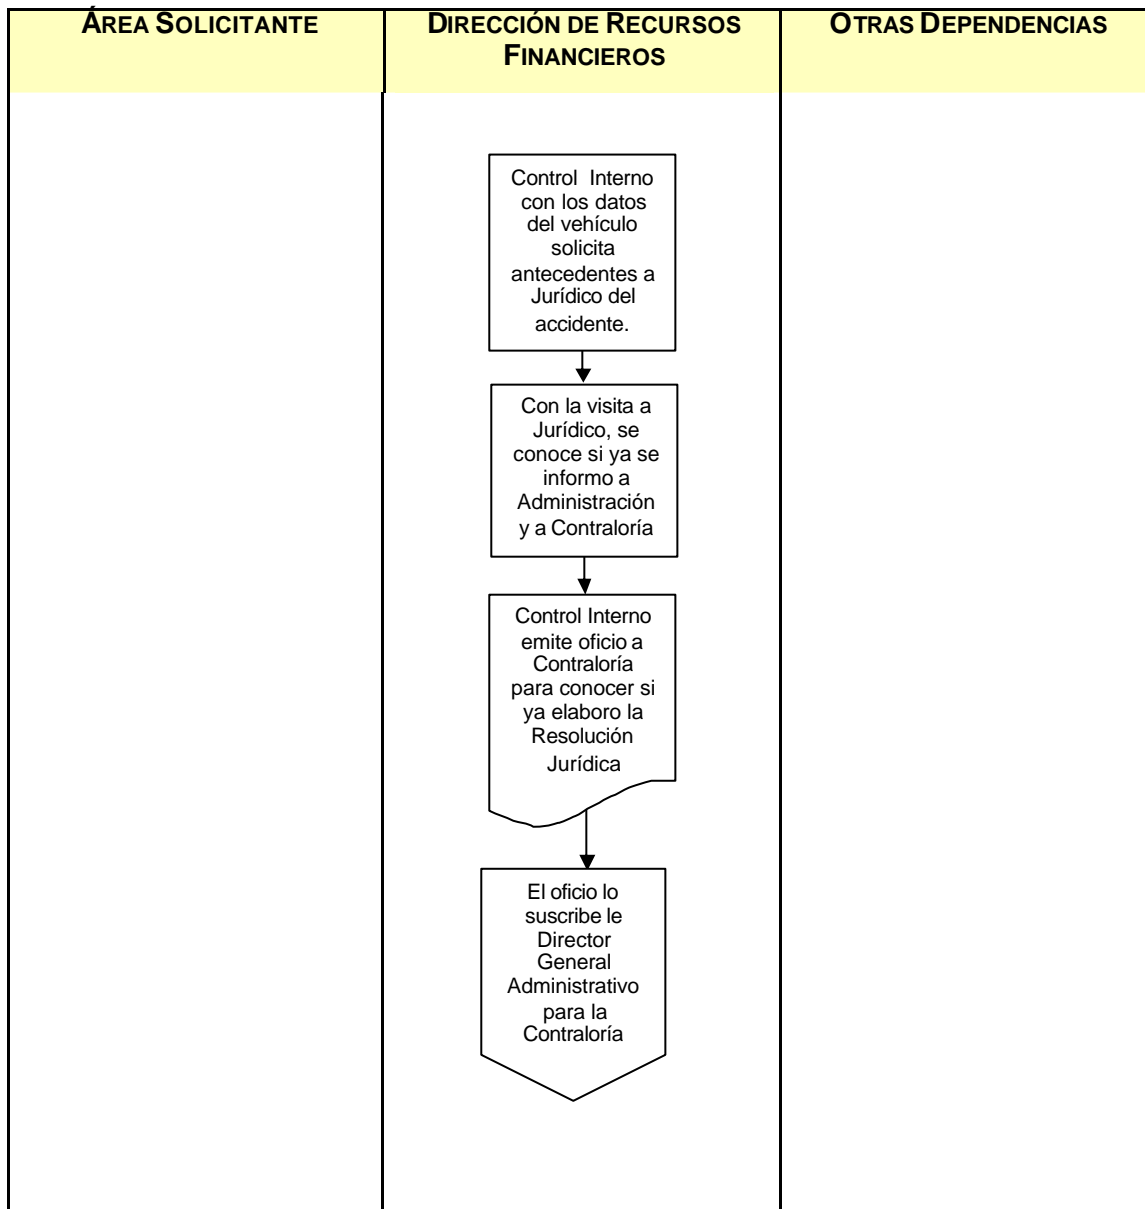 ÁREA SOLICITANTE
DIRECCIÓN DE RECURSOS
FINANCIEROS
OTRAS DEPENDENCIAS
Control Interno
con los datos
del vehículo
solicita
antecedentes a
Jurídico del
accidente.
Con la visita a
Jurídico, se
conoce si ya se
informo a
Administración
y a Contraloría
Control Interno
emite oficio a
Contraloría
para conocer si
ya elaboro la
Resolución
Jurídica
El oficio lo
suscribe le
Director
General
Administrativo
para la
Contraloría